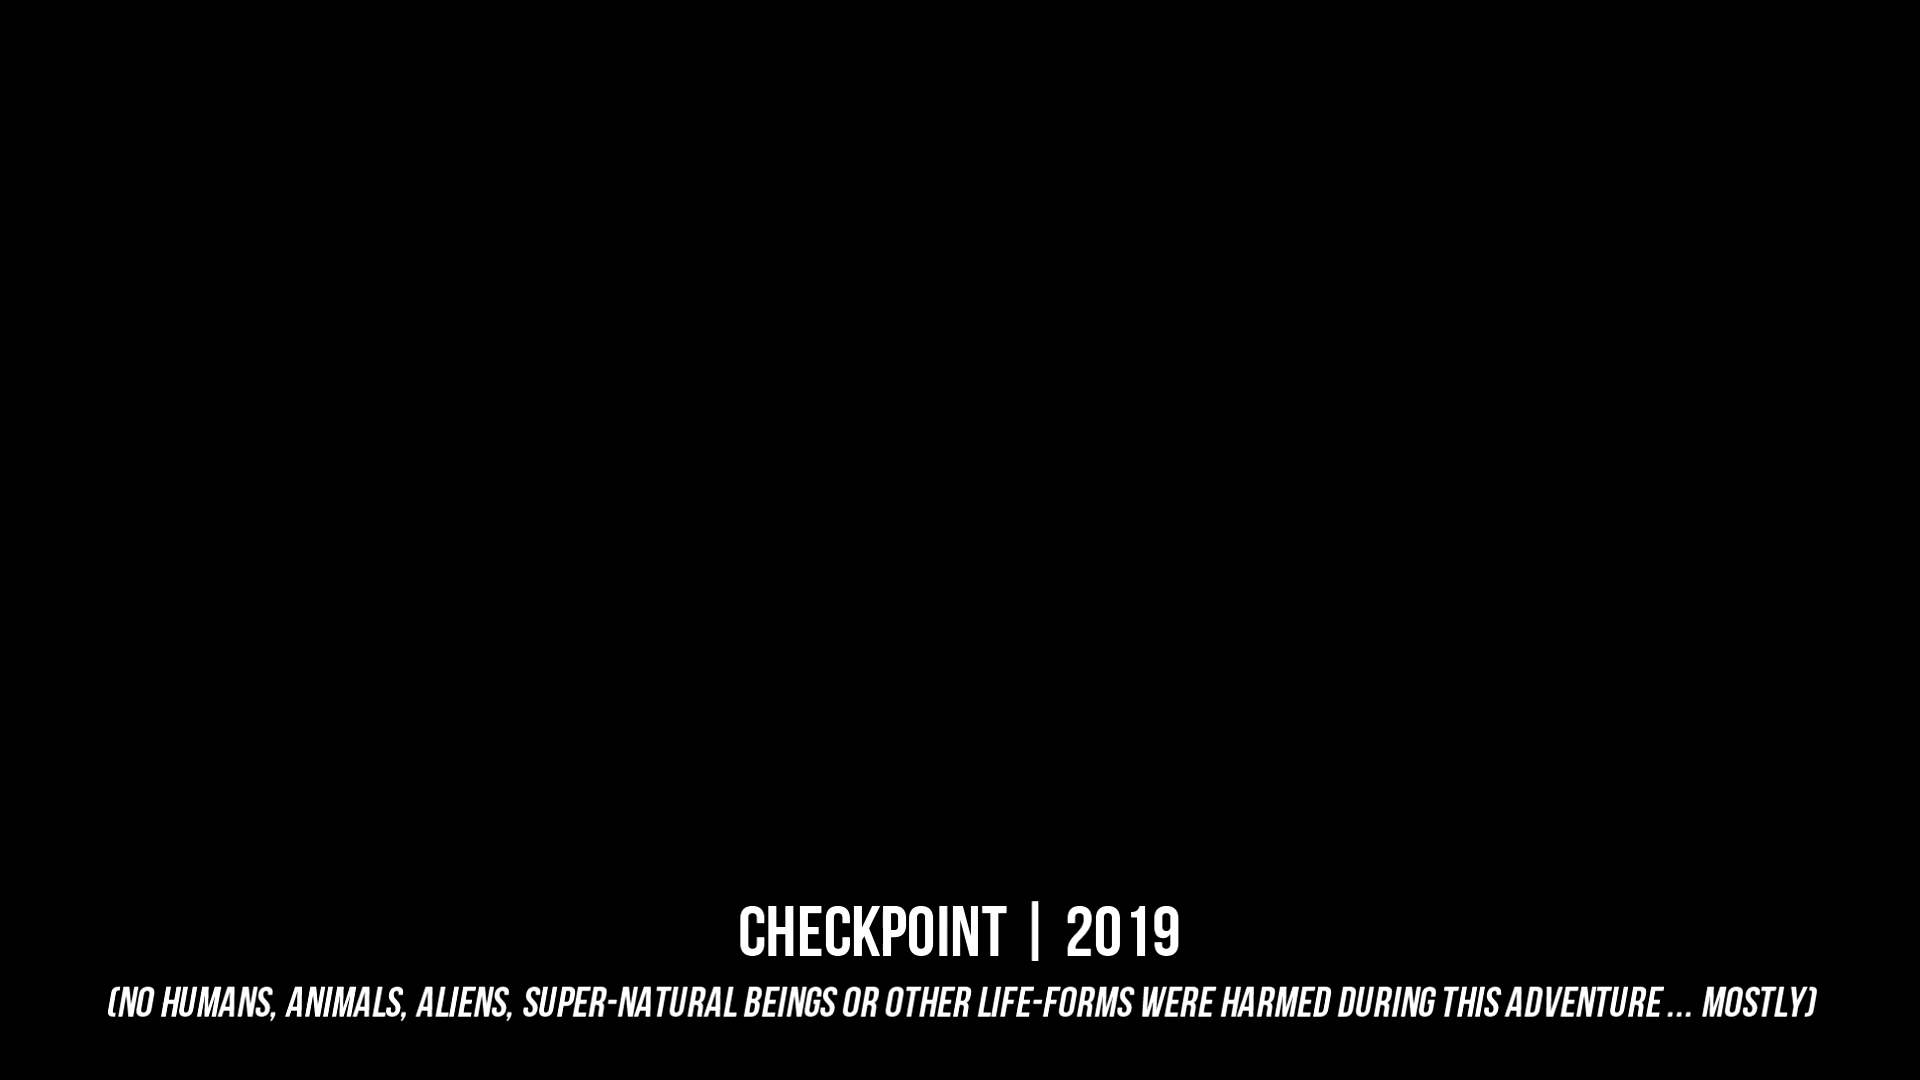 CHECKPOINT | 2019
(NO HUMANS, ANIMALS, ALIENS, SUPER-NATURAL BEINGS OR OTHER LIFE-FORMS WERE HARMED DURING THIS ADVENTURE ... MOSTLY)